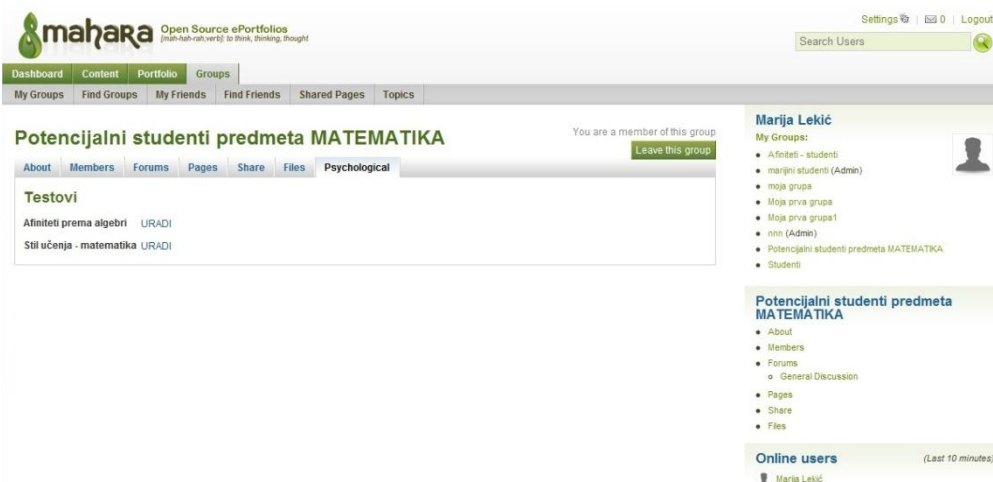 mahara Open Source ePortfolios
[mah-hah-rah;verb]: to think, thinking, thought
Settings | 0 | Logout
Search Users
Dashboard Content Portfolio Groups
My Groups Find Groups My Friends Find Friends Shared Pages Topics
Potencijalni studenti predmeta MATEMATIKA
You are a member of this group
Leave this group
About Members Forums Pages Share Files Psychological
Testovi
Afiniteti prema algebri URADI
Stil učenja - matematika URADI
Marija Lekić
My Groups:
Afiniteti - studenti
marijini studenti (Admin)
moja grupa
Moja prva grupa
Moja prva grupa1
nnn (Admin)
Potencijalni studenti predmeta MATEMATIKA
Studenti
Potencijalni studenti predmeta
MATEMATIKA
About
Members
Forums
General Discussion
Pages
Share
Files
Online users (Last 10 minutes)
Marija Lekić